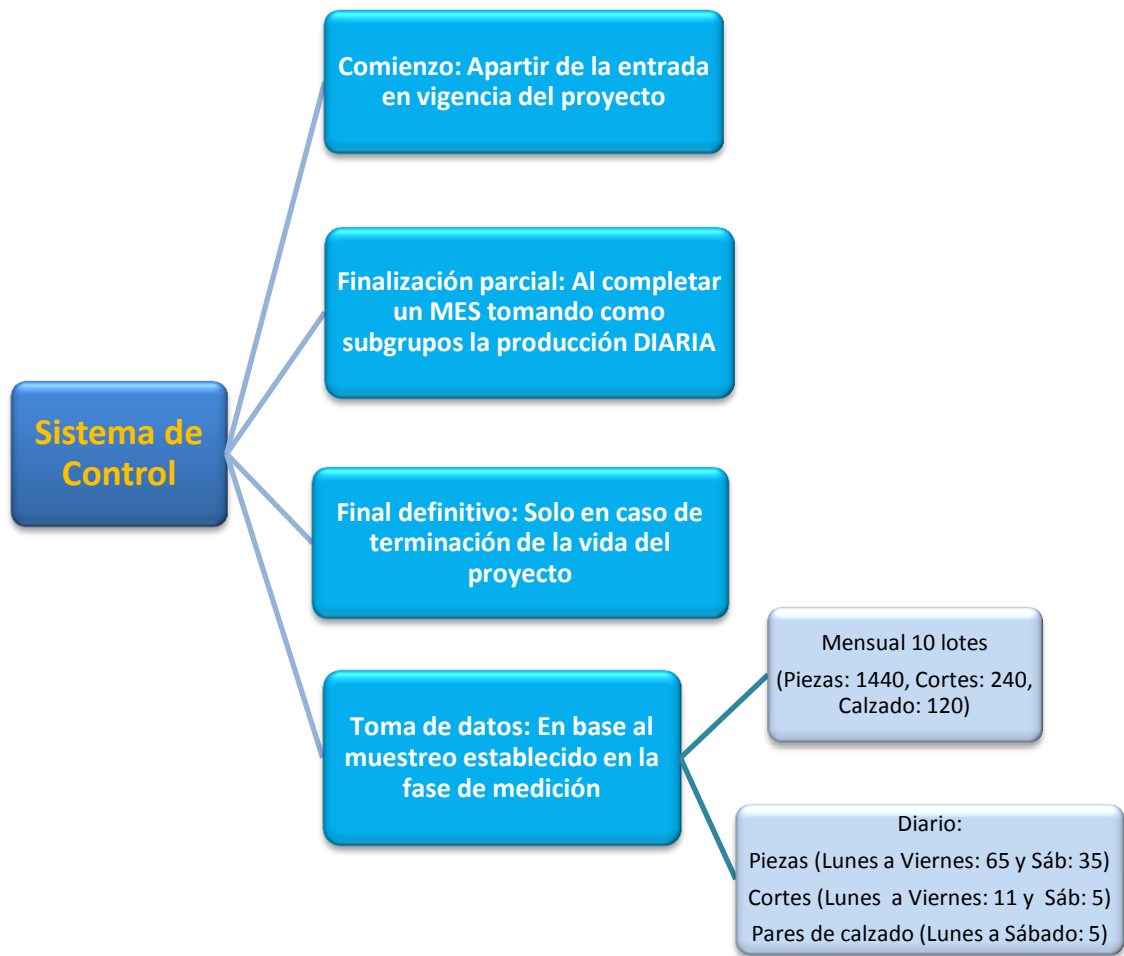 Comienzo: Apartir de la entrada
en vigencia del proyecto
Finalización parcial: Al completar
un MES tomando como
subgrupos la producción DIARIA
Sistema de
Control
Final definitivo: Solo en caso de
terminación de la vida del
proyecto
Toma de datos: En base al
muestreo establecido en la
fase de medición
Mensual 10 lotes
(Piezas: 1440, Cortes: 240,
Calzado: 120)
Diario:
Piezas (Lunes a Viernes: 65 y Sáb: 35)
Cortes (Lunes a Viernes: 11 y Sáb: 5)
Pares de calzado (Lunes a Sábado: 5)